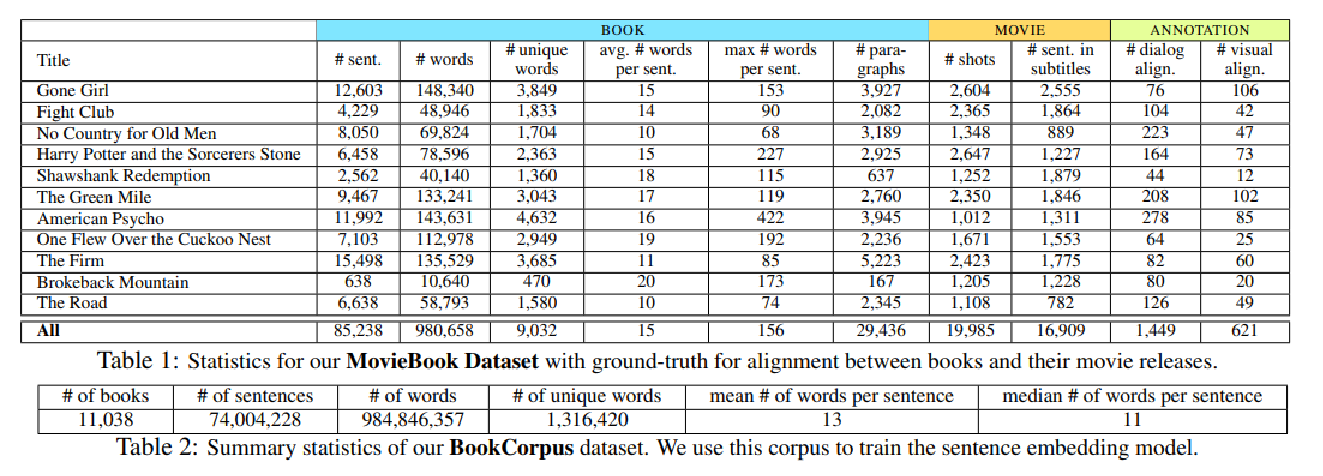 BOOK MOVIE ANNOTATION
Title # sent. # words # unique words avg. # words per sent. max # words per sent. # para-graphs # shots # sent. in subtitles # dialog align. # visual align.
Gone Girl 12,603 148,340 3,849 15 153 3,927 2,604 2,555 76 106
Fight Club 4,229 48,946 1,833 14 90 2,082 2,365 1,864 104 42
No Country for Old Men 8,050 69,824 1,704 10 68 3,189 1,348 889 223 47
Harry Potter and the Sorcerers Stone 6,458 78,596 2,363 15 227 2,925 2,647 1,227 164 73
Shawshank Redemption 2,562 40,140 1,360 18 115 637 1,252 1,879 44 12
The Green Mile 9,467 133,241 3,043 17 119 2,760 2,350 1,846 208 102
American Psycho 11,992 143,631 4,632 16 422 3,945 1,012 1,311 278 85
One Flew Over the Cuckoo Nest 7,103 112,978 2,949 19 192 2,236 1,671 1,553 64 25
The Firm 15,498 135,529 3,685 11 85 5,223 2,423 1,775 82 60
Brokeback Mountain 638 10,640 470 20 173 167 1,205 1,228 80 20
The Road 6,638 58,793 1,580 10 74 2,345 1,108 782 126 49
All 85,238 980,658 9,032 15 156 29,436 19,985 16,909 1,449 621
Table 1: Statistics for our MovieBook Dataset with ground-truth for alignment between books and their movie releases.
# of books # of sentences # of words # of unique words mean # of words per sentence median # of words per sentence
11,038 74,004,228 984,846,357 1,316,420 13 11
Table 2: Summary statistics of our BookCorpus dataset. We use this corpus to train the sentence embedding model.